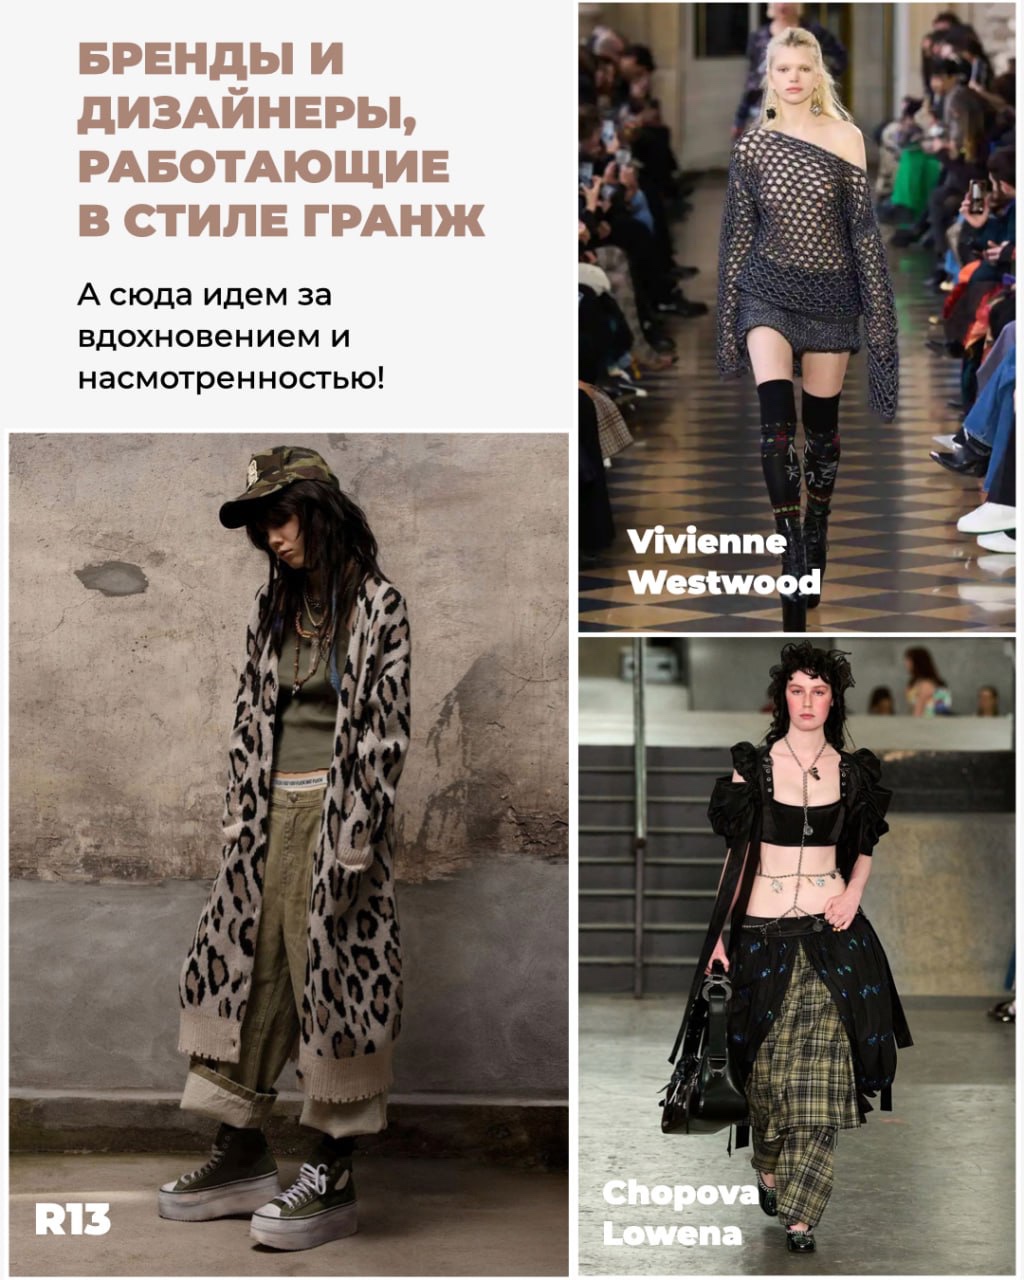 БРЕНДЫ И
ДИЗАЙНЕРЫ,
РАБОТАЮЩИЕ
В СТИЛЕ ГРАНЖ
А сюда идем за
вдохновением и
насмотренностью!
Vivienne
Westwood
R13
Chopova
Lowena